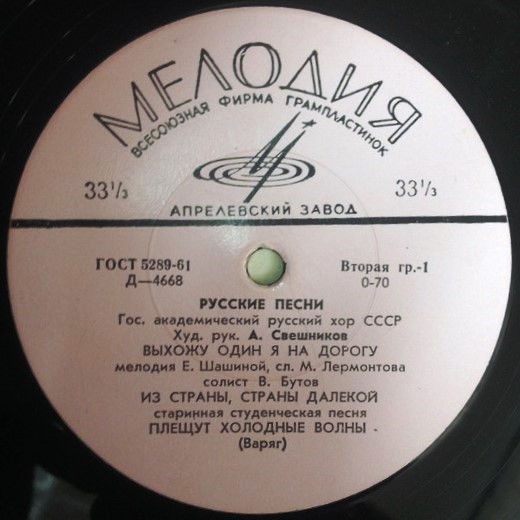 МЕЛОДИЯ
ВСЕСОЮЗНАЯ ФИРМА ГРАМПЛАСТИНОК
33⅓ 33⅓
АПРЕЛЕВСКИЙ ЗАВОД
ГОСТ 5289-61 Вторая гр.-1
Д—4668 0-70
РУССКИЕ ПЕСНИ
Гос. академический русский хор СССР
Худ. рук. А. Свешников
ВЫХОЖУ ОДИН Я НА ДОРОГУ
мелодия Е. Шашиной, сл. М. Лермонтова
солист В. Бутов
ИЗ СТРАНЫ, СТРАНЫ ДАЛЕКОЙ
старинная студенческая песня
ПЛЕЩУТ ХОЛОДНЫЕ ВОЛНЫ -
(Варяг)